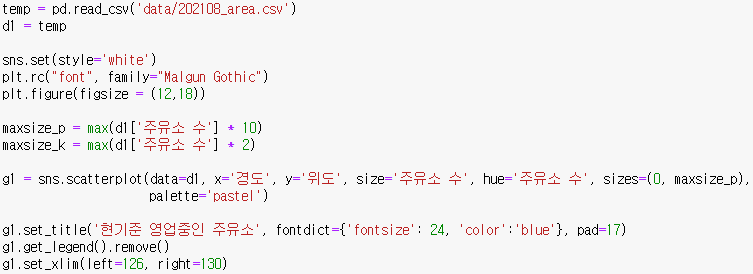 temp = pd.read_csv('data/202108_area.csv')
d1 = temp
sns.set(style='white')
plt.rc("font", family="Malgun Gothic")
plt.figure(figsize = (12,18))
maxsize_p = max(d1['주유소 수'] * 10)
maxsize_k = max(d1['주유소 수'] * 2)
g1 = sns.scatterplot(data=d1, x='경도', y='위도', size='주유소 수', hue='주유소 수', sizes=(0, maxsize_p),
palette='pastel')
g1.set_title('현기준 영업중인 주유소', fontdict={'fontsize': 24, 'color':'blue'}, pad=17)
g1.get_legend().remove()
g1.set_xlim(left=126, right=130)